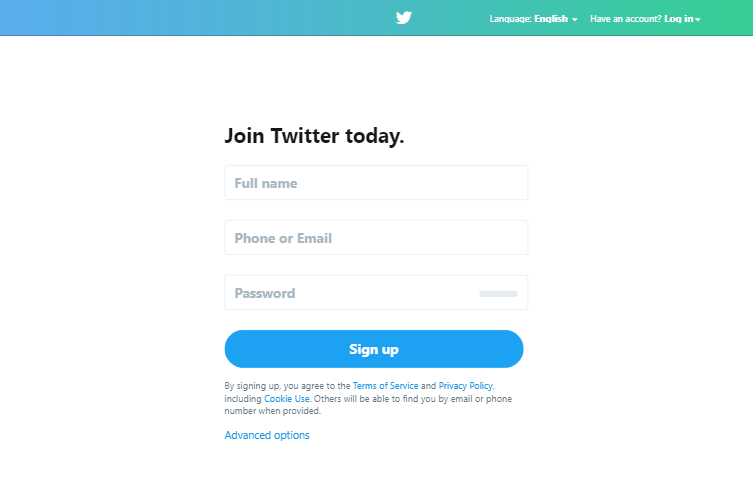 Language: English Have an account? Log in
Join Twitter today.
Full name
Phone or Email
Password
Sign up
By signing up, you agree to the Terms of Service and Privacy Policy,
including Cookie Use. Others will be able to find you by email or phone
number when provided.
Advanced options